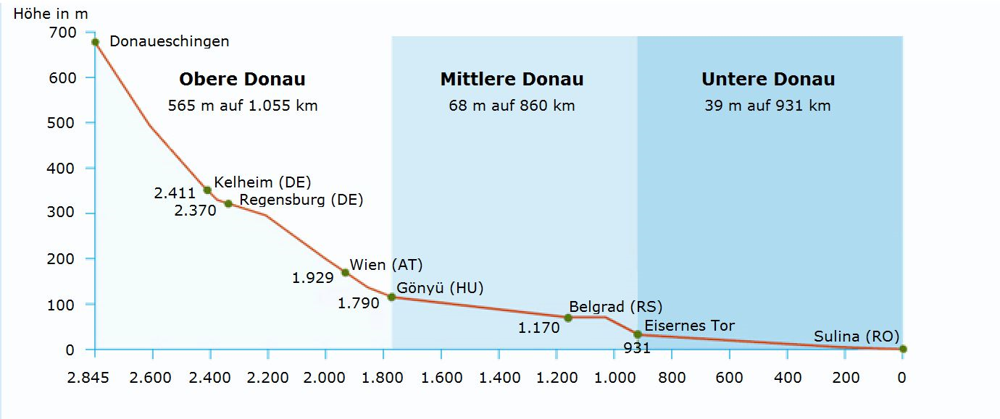 Höhe in m
700
Donaueschingen
600
Obere Donau
Mittlere Donau
Untere Donau
565 m auf 1.055 km
68 m auf 860 km
39 m auf 931 km
500
400
Kelheim (DE)
2.411
Regensburg (DE)
2.370
300
200
Wien (AT)
1.929
Gönyü (HU)
1.790
100
Belgrad (RS)
1.170
Eisernes Tor
931
Sulina (RO)
0
2.845 2.600 2.400 2.200 2.000 1.800 1.600 1.400 1.200 1.000 800 600 400 200 0